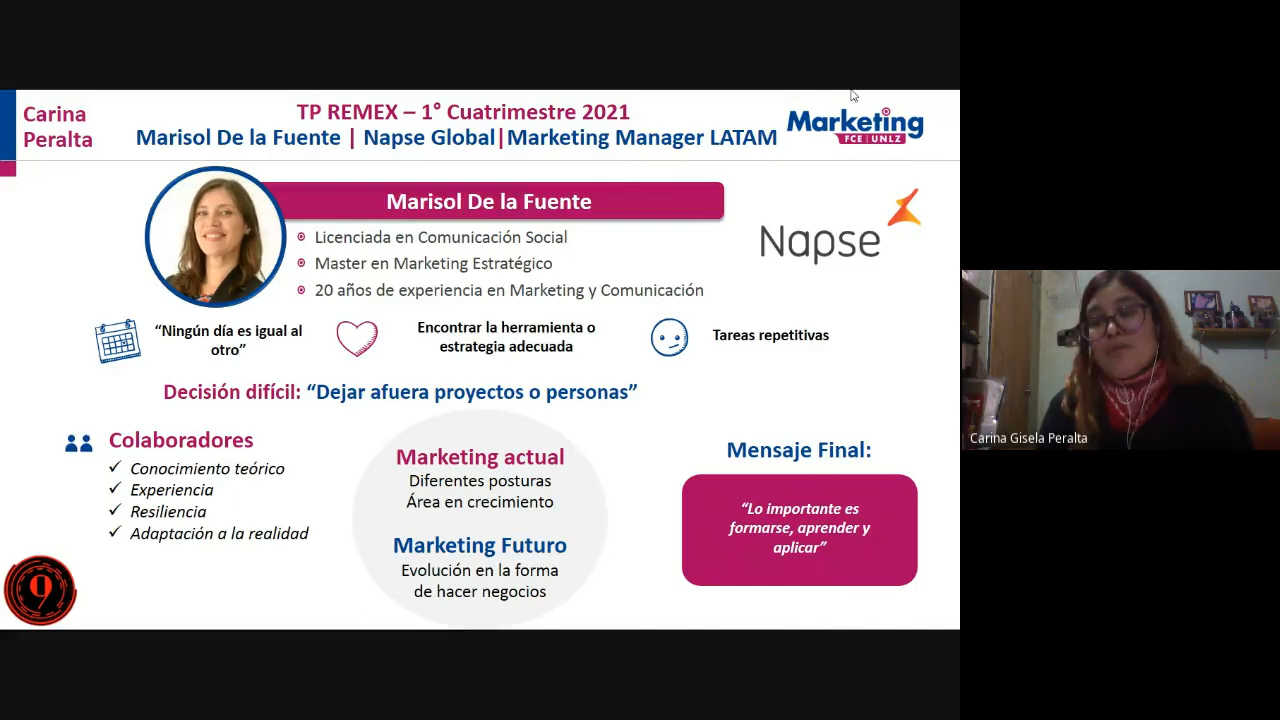 Carina
Peralta
TP REMEX – 1° Cuatrimestre 2021
Marisol De la Fuente | Napse Global|Marketing Manager LATAM
Marketing
FCE | UNLZ
Marisol De la Fuente
Licenciada en Comunicación Social
Master en Marketing Estratégico
20 años de experiencia en Marketing y Comunicación
Napse
“Ningún día es igual al
otro”
Encontrar la herramienta o
estrategia adecuada
Tareas repetitivas
Decisión difícil: “Dejar afuera proyectos o personas”
Colaboradores
✓ Conocimiento teórico
✓ Experiencia
✓ Resiliencia
✓ Adaptación a la realidad
Marketing actual
Diferentes posturas
Área en crecimiento
Marketing Futuro
Evolución en la forma
de hacer negocios
Mensaje Final:
“Lo importante es
formarse, aprender y
aplicar”
9
Carina Gisela Peralta